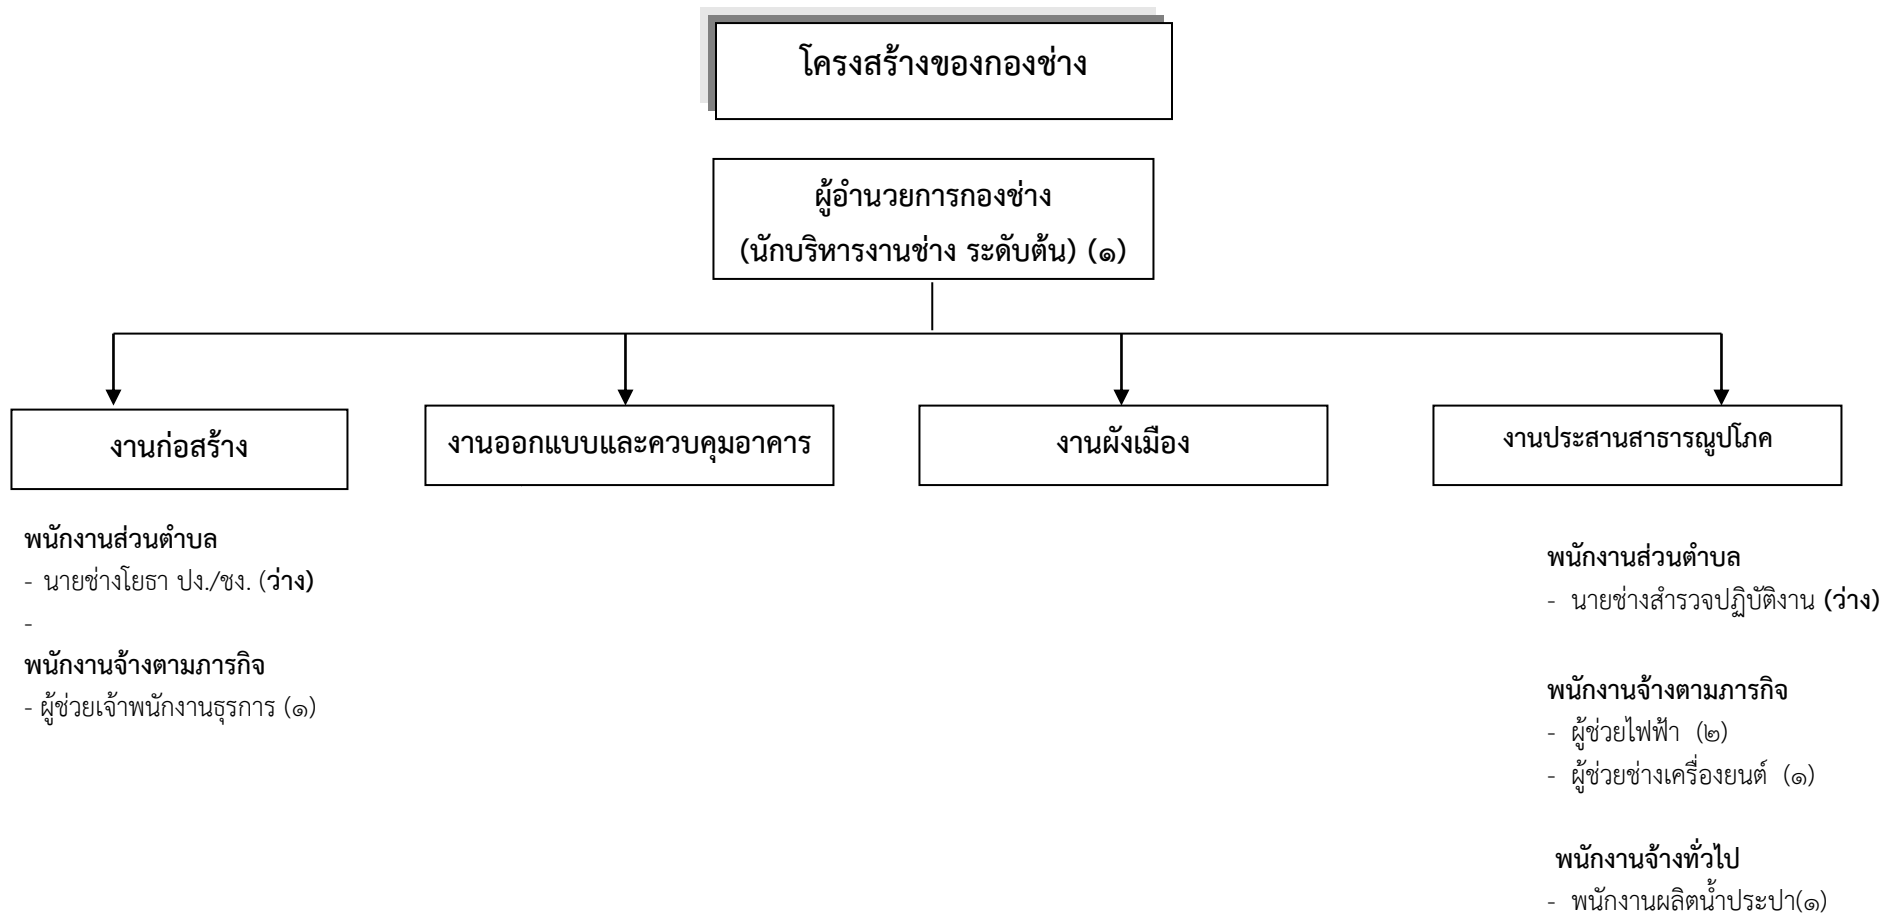 โครงสร้างของกองช่าง
ผู้อำนวยการกองช่าง
(นักบริหารงานช่าง ระดับต้น) (๑)
งานก่อสร้าง
งานออกแบบและควบคุมอาคาร
งานผังเมือง
งานประสานสาธารณูปโภค
พนักงานส่วนตำบล
- นายช่างโยธา ปง./ชง. (ว่าง)
-
พนักงานจ้างตามภารกิจ
- ผู้ช่วยเจ้าพนักงานธุรการ (๑)
พนักงานส่วนตำบล
- นายช่างสำรวจปฏิบัติงาน (ว่าง)
พนักงานจ้างตามภารกิจ
- ผู้ช่วยไฟฟ้า (๒)
- ผู้ช่วยช่างเครื่องยนต์ (๑)
พนักงานจ้างทั่วไป
- พนักงานผลิตน้ำประปา(๑)